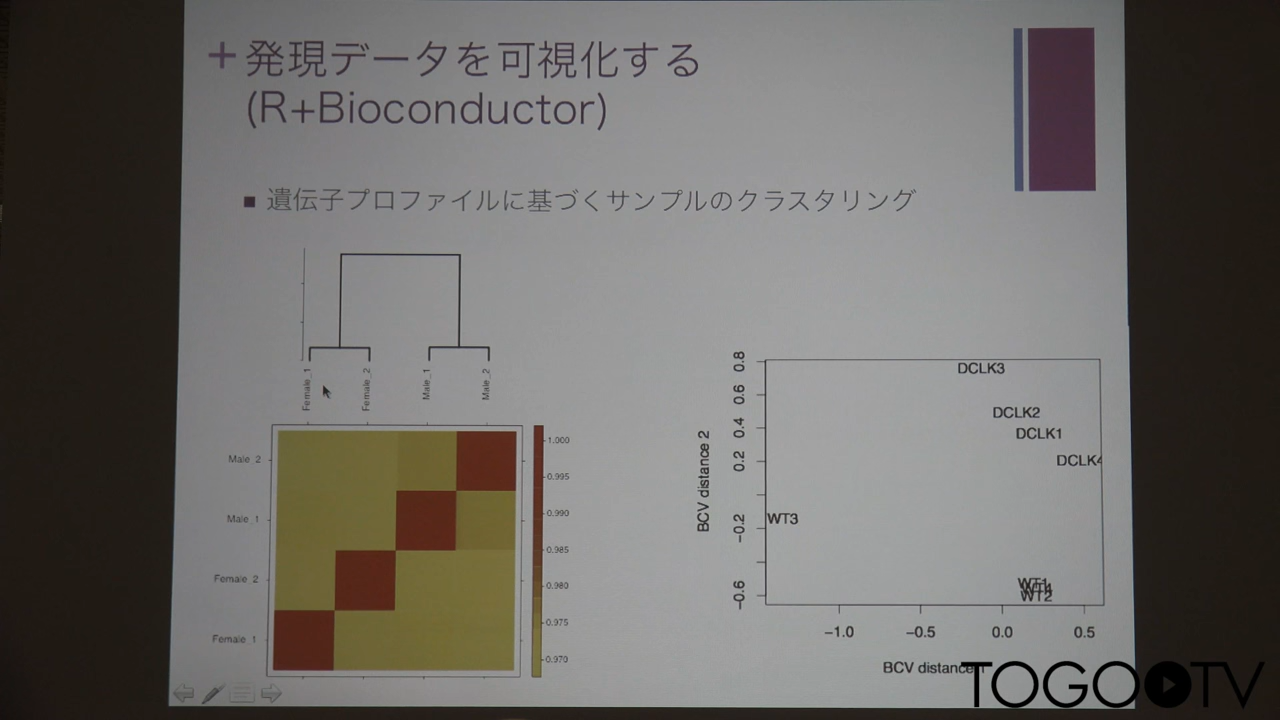 + 発現データを可視化する
(R+Bioconductor)
■ 遺伝子プロファイルに基づくサンプルのクラスタリング
Female_1
Female_2
Male_1
Male_2
Male 2
Male 1
Female 2
Female 1
1.000
0.995
0.990
0.985
0.980
0.975
0.970
BCV distance 2
0.8
0.6
0.4
0.2
−0.2
−0.6
DCLK3
DCLK2
DCLK1
DCLK4
WT3
WT1
WT2
−1.0
−0.5
0.0
0.5
BCV distance
TOGO TV